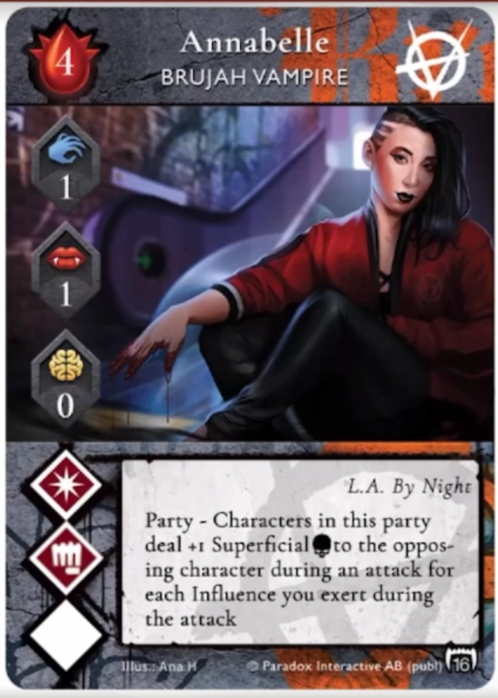 4
Annabelle
BRUJAH VAMPIRE
1
1
0
L.A. By Night
Party - Characters in this party
deal +1 Superficial to the oppos-
ing character during an attack for
each Influence you exert during
the attack
Illus.: Ana H
© Paradox Interactive AB (publ)
16